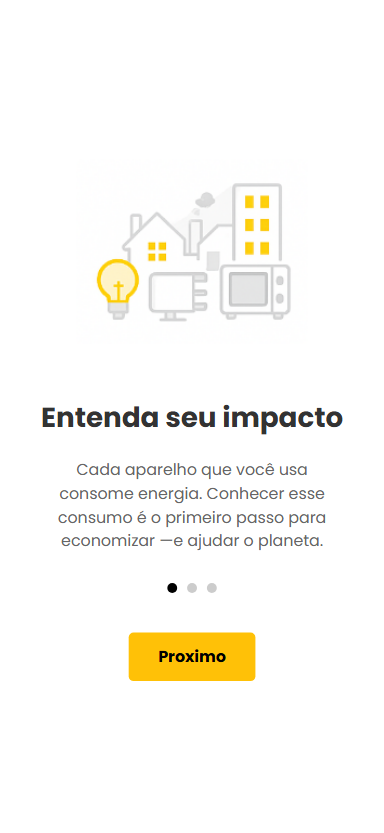 Entenda seu impacto
Cada aparelho que você usa
consome energia. Conhecer esse
consumo é o primeiro passo para
economizar —e ajudar o planeta.
Proximo